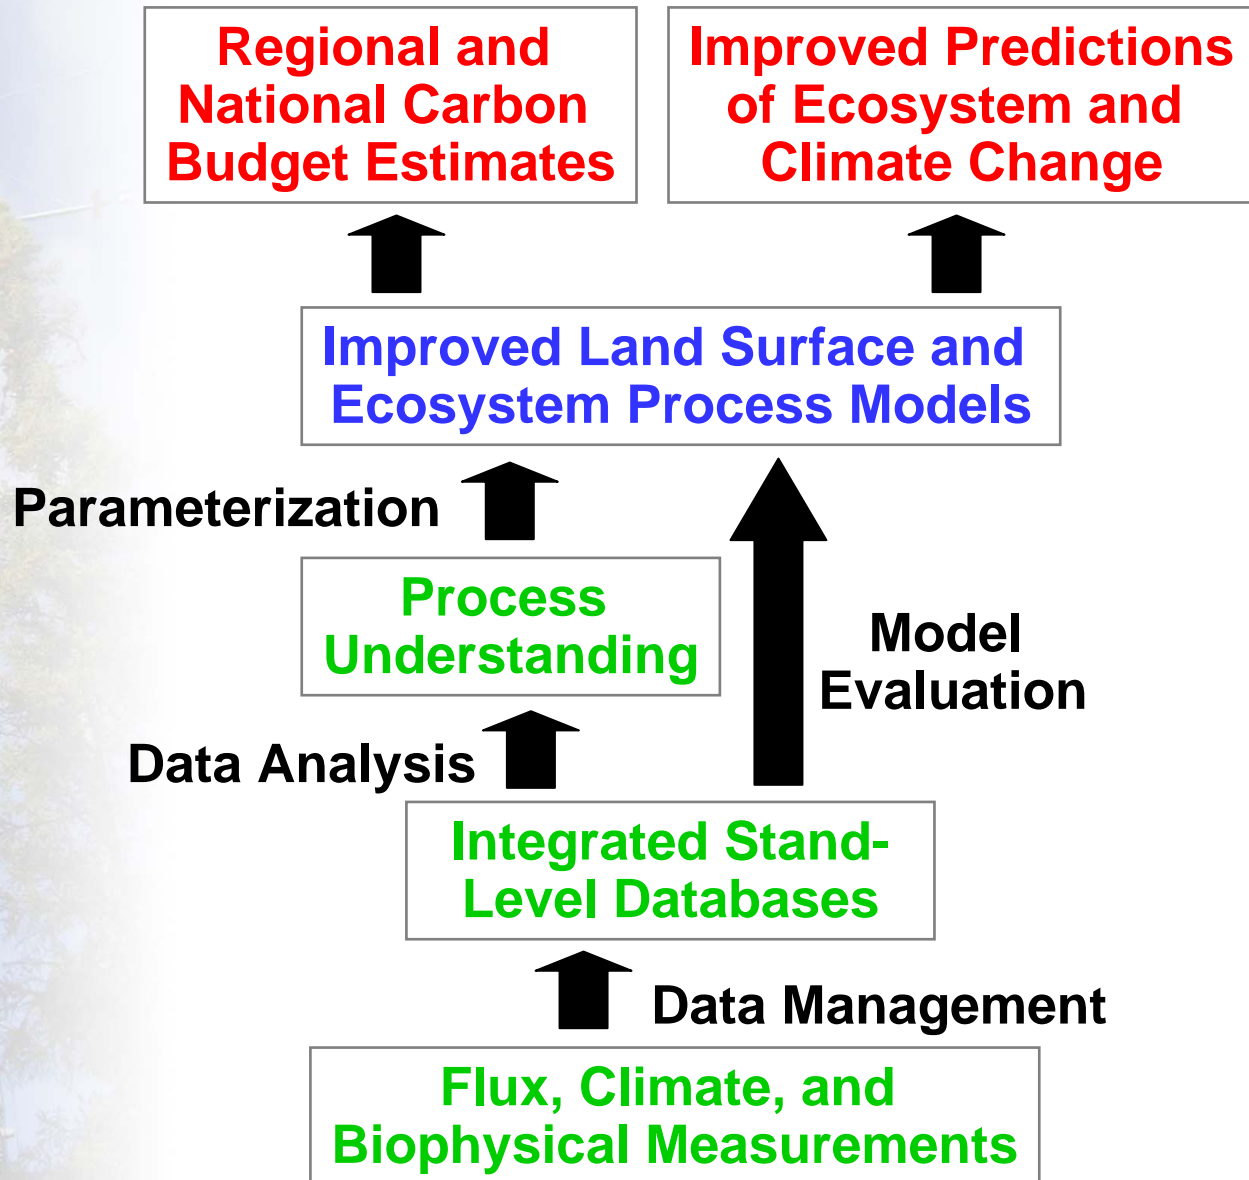 Regional and
National Carbon
Budget Estimates
Improved Predictions
of Ecosystem and
Climate Change
Improved Land Surface and
Ecosystem Process Models
Parameterization
Process
Understanding
Model
Evaluation
Data Analysis
Integrated Stand-
Level Databases
Data Management
Flux, Climate, and
Biophysical Measurements